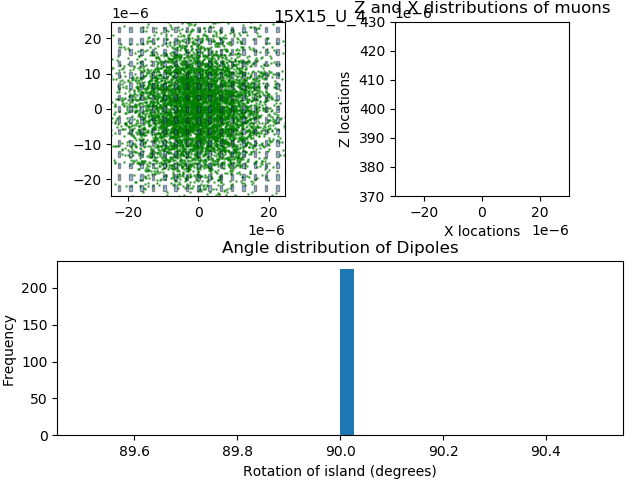 15X15_U_4
Z and X distributions of muons
1e−6
20
10
0
−10
−20
−20 0 20
1e−6
1e−6
430
420
410
400
390
380
370
Z locations
−20 0 20
X locations 1e−6
Angle distribution of Dipoles
Frequency
200
150
100
50
0
89.6 89.8 90.0 90.2 90.4
Rotation of island (degrees)